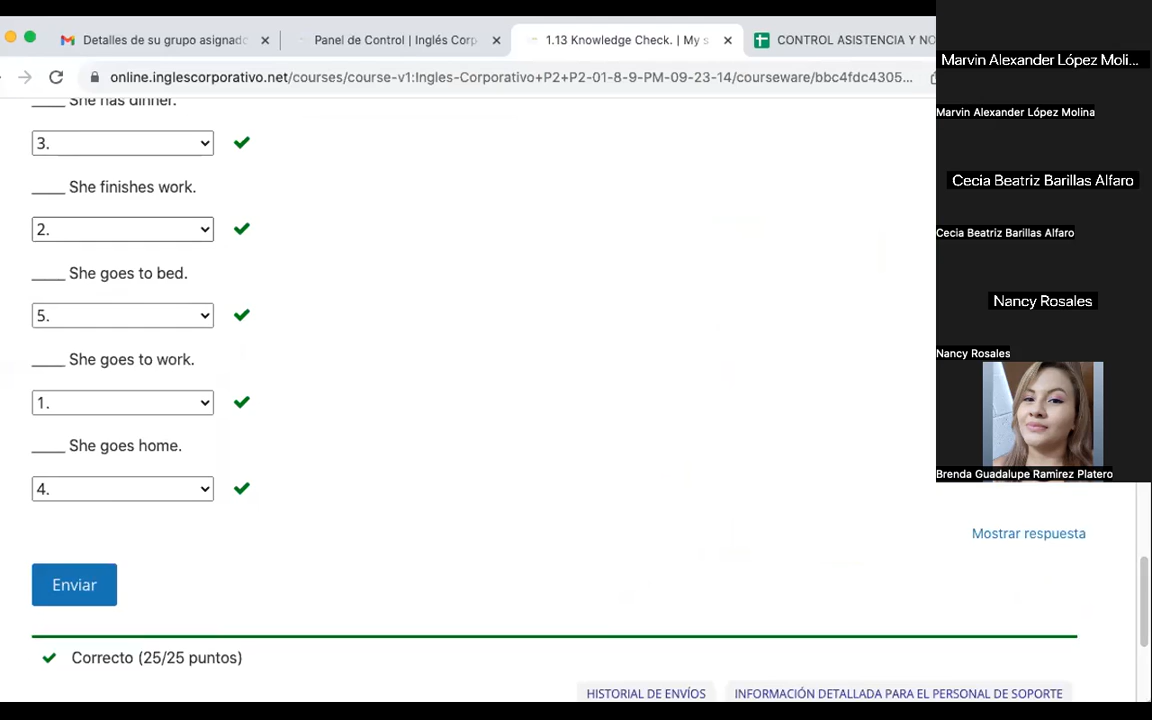 Detalles de su grupo asignado
Panel de Control | Inglés Corp
1.13 Knowledge Check. | My s
CONTROL ASISTENCIA Y NO
online.inglescorporativo.net/courses/course-v1:Ingles-Corporativo+P2+P2-01-8-9-PM-09-23-14/courseware/bbc4fdc4305...
____ She has dinner.
3.
____ She finishes work.
2.
____ She goes to bed.
5.
____ She goes to work.
1.
____ She goes home.
4.
Mostrar respuesta
Enviar
Correcto (25/25 puntos)
HISTORIAL DE ENVÍOS
INFORMACIÓN DETALLADA PARA EL PERSONAL DE SOPORTE
Marvin Alexander López Moli...
Marvin Alexander López Molina
Cecia Beatriz Barillas Alfaro
Cecia Beatriz Barillas Alfaro
Nancy Rosales
Nancy Rosales
Brenda Guadalupe Ramirez Platero